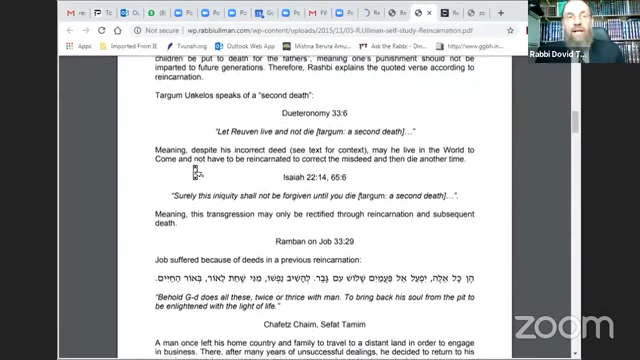 Not secure | wp.rabbiullman.com/wp-content/uploads/2015/11/03-R.Ullman-self-study-Reincarnation.pdf
Apps
Torah Anytime
YUTorah
Outlook Web App
Mishna Berura Amud
Ask the Rabbi from
On This Day
http://www.ggbh.in
Rabbi Dovid T...
children be put to death for the fathers", meaning one's punishment should not
be imparted to future generations. Therefore, Rashbi explains the quoted verse according to
reincarnation.
Targum Unkelos speaks of a "second death":
Dueteronomy 33:6
"Let Reuven live and not die [targum: a second death]…"
Meaning, despite his incorrect deed (see text for context), may he live in the World to
Come and not have to be reincarnated to correct the misdeed and then die another time.
Isaiah 22:14, 65:6
"Surely this iniquity shall not be forgiven until you die [targum: a second death]…".
Meaning, this transgression may only be rectified through reincarnation and subsequent
death.
Ramban on Job 33:29
Job suffered because of deeds in a previous reincarnation:
הֶן כָּל אֵלֶּה, יִפְעַל אֵל פַּעֲמַיִם שָׁלוֹשׁ עִם גָּבֶר. לְהָשִׁיב נַפְשׁוֹ, מִנִּי שָׁחַת לֵאוֹר, בְּאוֹר הַחַיִּים.
"Behold G-d does all these, twice or thrice with man. To bring back his soul from the pit to
be enlightened with the light of life."
Chafetz Chaim, Sefat Tamim
A man once left his home country and family to travel to a distant land in order to engage
in business. There, after many years of unsuccessful dealings, he decided to return to his
zoom